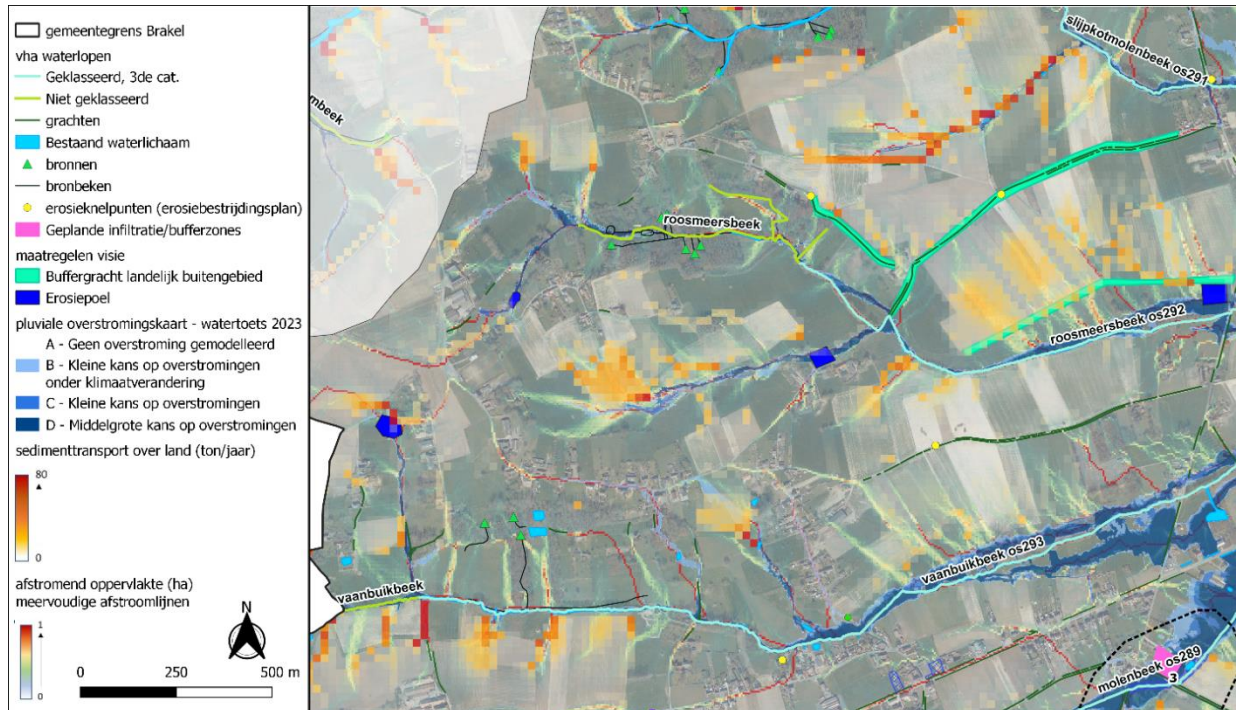 gemeentegrens Brakel
vha waterlopen
Geklasseerd, 3de cat.
Niet geklasseerd
grachten
Bestaand waterlichaam
bronnen
bronbeken
erosieknelpunten (erosiebestrijdingsplan)
Geplande infiltratie/bufferzones
maatregelen visie
Buffergracht landelijk buitengebied
Erosiepoel
pluviale overstromingskaart - watertoets 2023
A - Geen overstroming gemodelleerd
B - Kleine kans op overstromingen
onder klimaatverandering
C - Kleine kans op overstromingen
D - Middelgrote kans op overstromingen
sedimenttransport over land (ton/jaar)
80
0
afstromend oppervlakte (ha)
meervoudige afstroomlijnen
1
0
N
0 250 500 m
slijpkotmolenbeek os291
mbeek
roosmeersbeek
roosmeersbeek os292
vaanbuikbeek os293
vaanbuikbeek
molenbeek os289
3